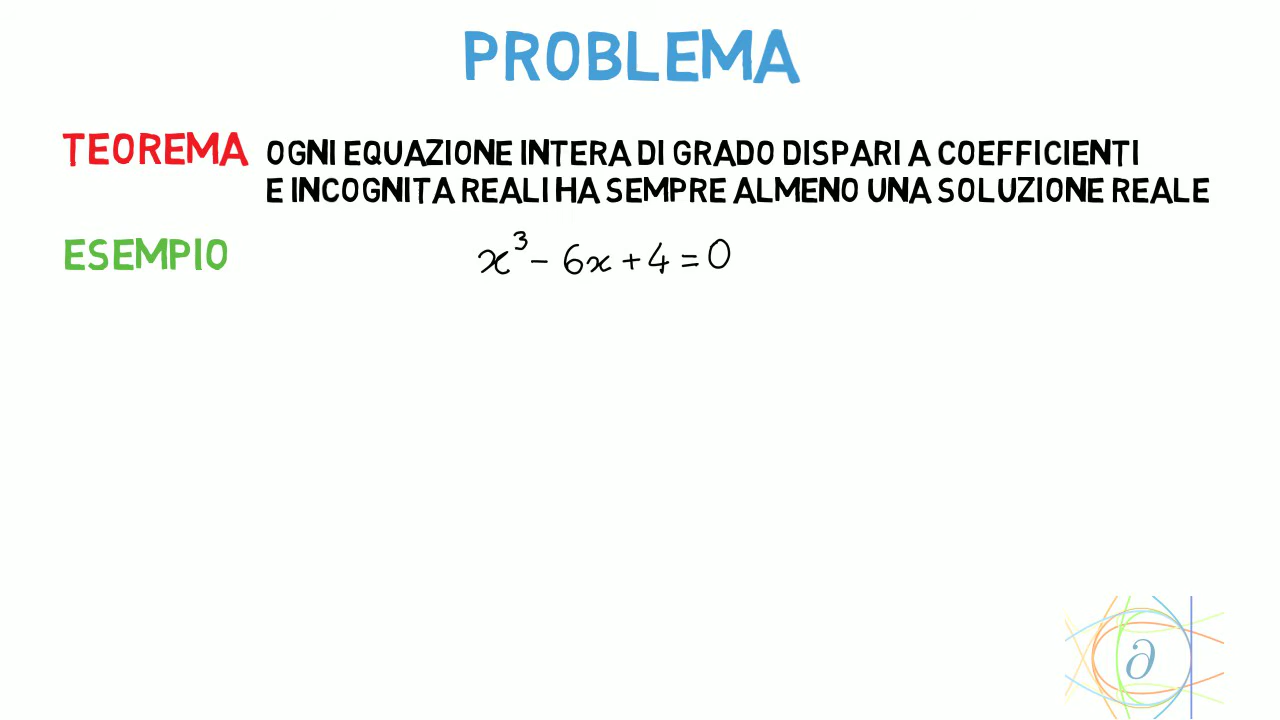 PROBLEMA
TEOREMA OGNI EQUAZIONE INTERA DI GRADO DISPARI A COEFFICIENTI
E INCOGNITA REALI HA SEMPRE ALMENO UNA SOLUZIONE REALE
ESEMPIO x³ - 6x + 4 = 0
∂